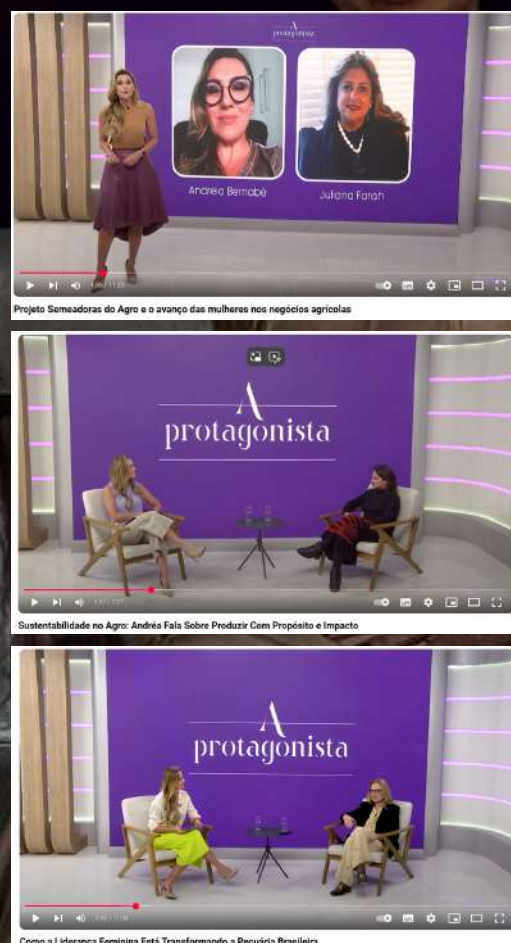 A
protagonista
Andreia Bernabé
Juliana Farah
Projeto Semeadoras do Agro e o avanço das mulheres nos negócios agrícolas
A
protagonista
Sustentabilidade no Agro: Andréa Fala Sobre Produzir Com Propósito e Impacto
A
protagonista
Como a Liderança Feminina Está Transformando a Pecuária Brasileira